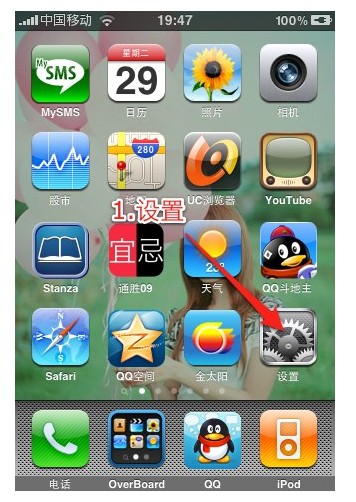 中国移动 19:47 100%
My SMS
星期二
29
280
MySMS 日历 照片 相机
股市 地 UC浏览器 YouTube
1.设置
宜 忌
23°
Stanza 通胜09 天气 QQ斗地主
Safari QQ空间 金太阳 设置
电话 OverBoard QQ iPod